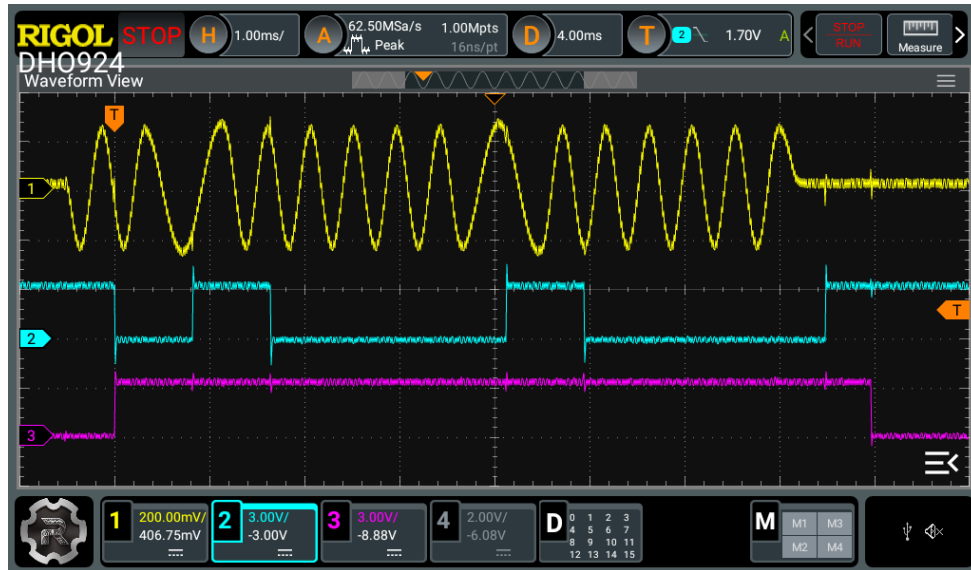 RIGOL STOP H 1.00ms/ A 62.50MSa/s 1.00Mpts D 4.00ms T 2 1.70V A STOP RUN Measure
Peak 16ns/pt
DHO924
Waveform View
T
1
T
2
3
1 200.00mV/ 2 3.00V/ 3 3.00V/ 4 2.00V/ D 0 1 2 3 M M1 M3
406.75mV -3.00V -8.88V -6.08V 4 5 6 7
8 9 10 11 M2 M4
12 13 14 15